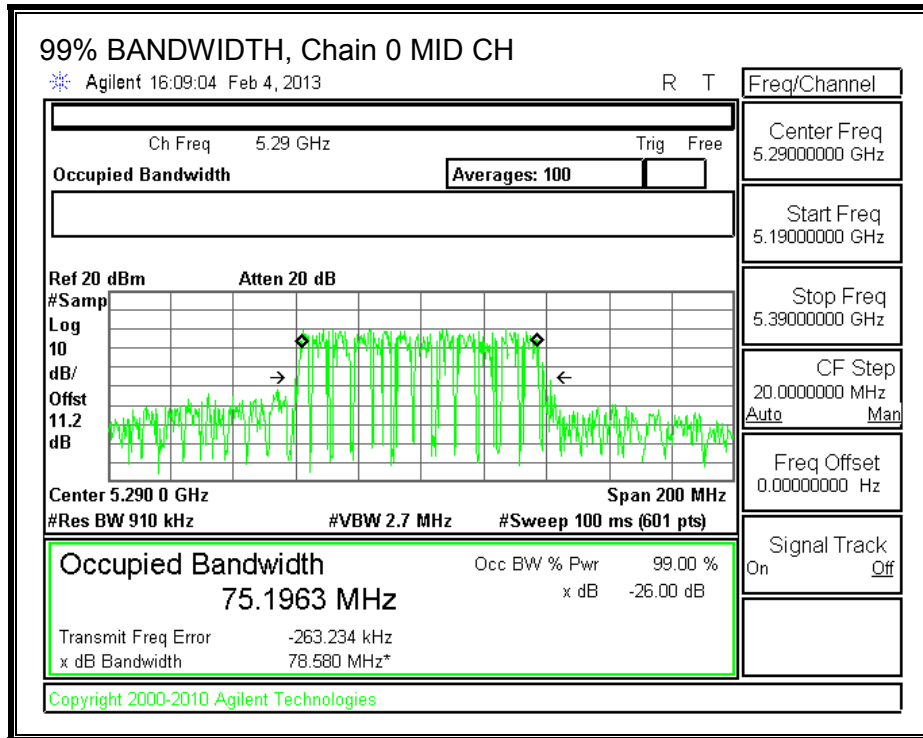 99% BANDWIDTH, Chain 0 MID CH
Agilent 16:09:04 Feb 4, 2013 R T
Freq/Channel
Ch Freq 5.29 GHz Trig Free
Occupied Bandwidth Averages: 100
Center Freq
5.29000000 GHz
Start Freq
5.19000000 GHz
Stop Freq
5.39000000 GHz
CF Step
20.0000000 MHz
Auto Man
Freq Offset
0.00000000 Hz
Signal Track
On Off
Ref 20 dBm Atten 20 dB
#Samp
Log
10
dB/
Offst
11.2
dB
Center 5.290 0 GHz Span 200 MHz
#Res BW 910 kHz #VBW 2.7 MHz #Sweep 100 ms (601 pts)
Occupied Bandwidth Occ BW % Pwr 99.00 %
75.1963 MHz x dB -26.00 dB
Transmit Freq Error -263.234 kHz
x dB Bandwidth 78.580 MHz*
Copyright 2000-2010 Agilent Technologies